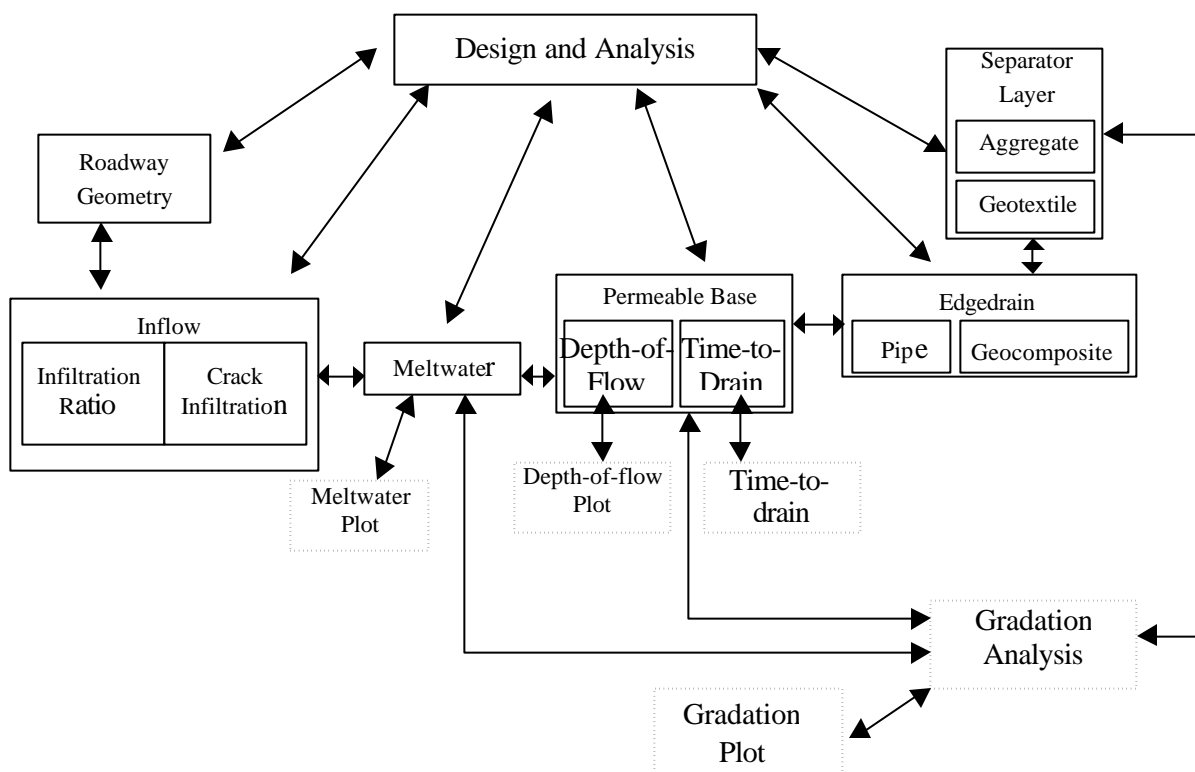 Design and Analysis
Separator
Layer
Aggregate
Geotextile
Roadway
Geometry
Inflow
Infiltration
Ratio
Crack
Infiltration
Meltwater
Permeable Base
Depth-of-
Flow
Time-to-
Drain
Edgedrain
Pipe
Geocomposite
Meltwater
Plot
Depth-of-flow
Plot
Time-to-
drain
Gradation
Analysis
Gradation
Plot